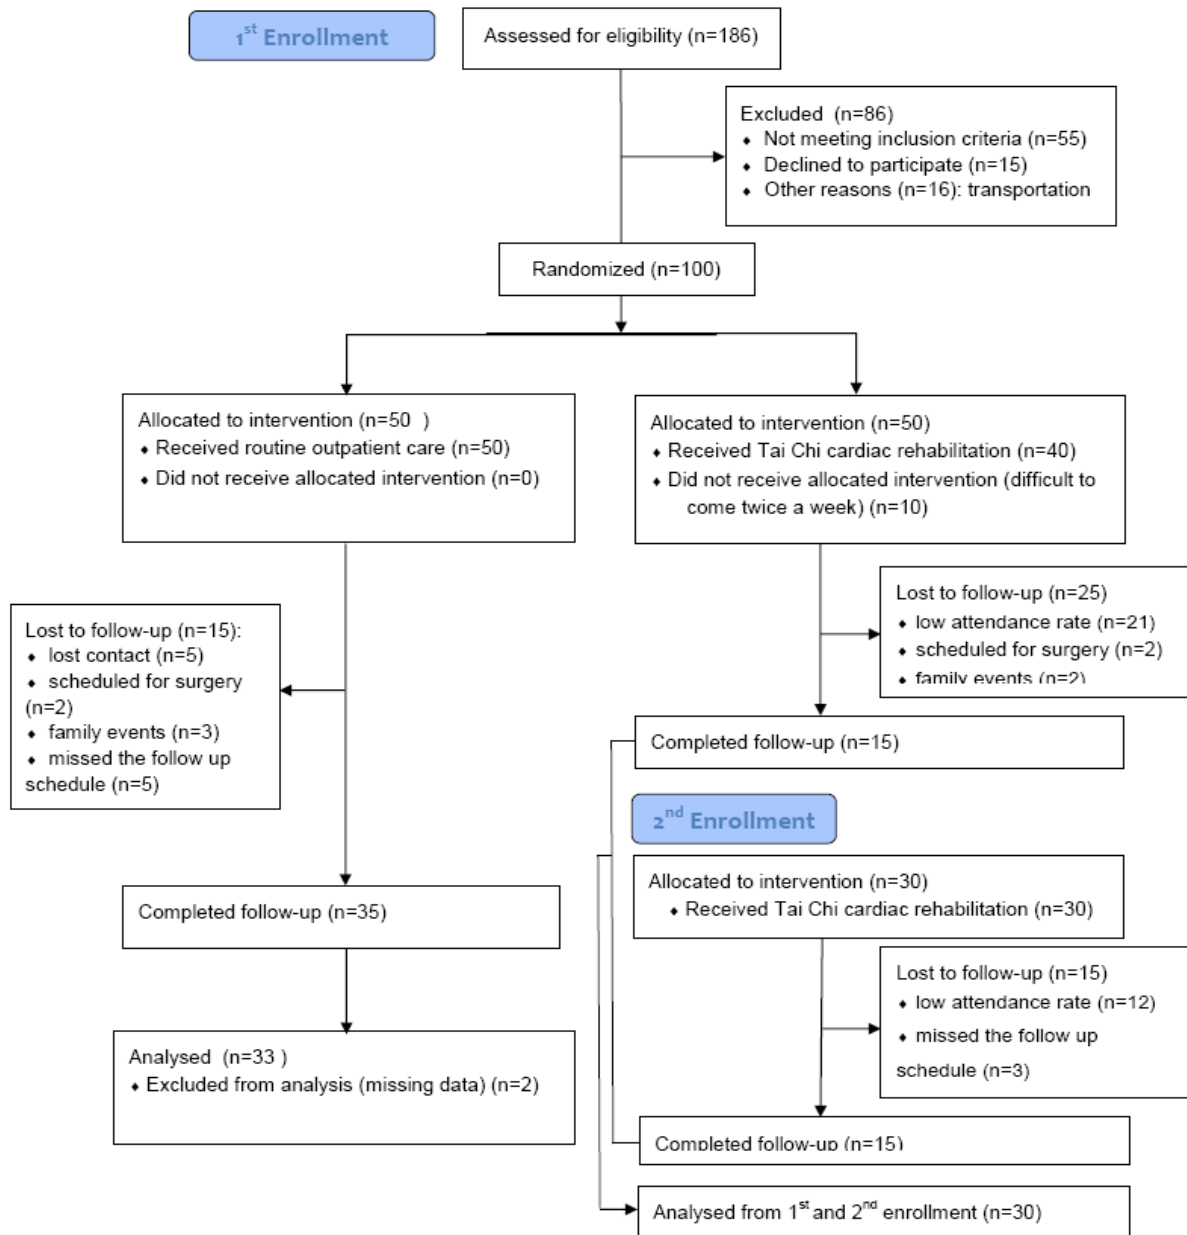 1st Enrollment
Assessed for eligibility (n=186)
Excluded (n=86)
⬧ Not meeting inclusion criteria (n=55)
⬧ Declined to participate (n=15)
⬧ Other reasons (n=16): transportation
Randomized (n=100)
Allocated to intervention (n=50 )
⬧ Received routine outpatient care (n=50)
⬧ Did not receive allocated intervention (n=0)
Allocated to intervention (n=50)
⬧ Received Tai Chi cardiac rehabilitation (n=40)
⬧ Did not receive allocated intervention (difficult to
come twice a week) (n=10)
Lost to follow-up (n=15):
⬧ lost contact (n=5)
⬧ scheduled for surgery
(n=2)
⬧ family events (n=3)
⬧ missed the follow up
schedule (n=5)
Lost to follow-up (n=25)
⬧ low attendance rate (n=21)
⬧ scheduled for surgery (n=2)
⬧ family events (n=2)
Completed follow-up (n=15)
2nd Enrollment
Allocated to intervention (n=30)
⬧ Received Tai Chi cardiac rehabilitation (n=30)
Completed follow-up (n=35)
Lost to follow-up (n=15)
⬧ low attendance rate (n=12)
⬧ missed the follow up
schedule (n=3)
Analysed (n=33 )
⬧ Excluded from analysis (missing data) (n=2)
Completed follow-up (n=15)
Analysed from 1st and 2nd enrollment (n=30)